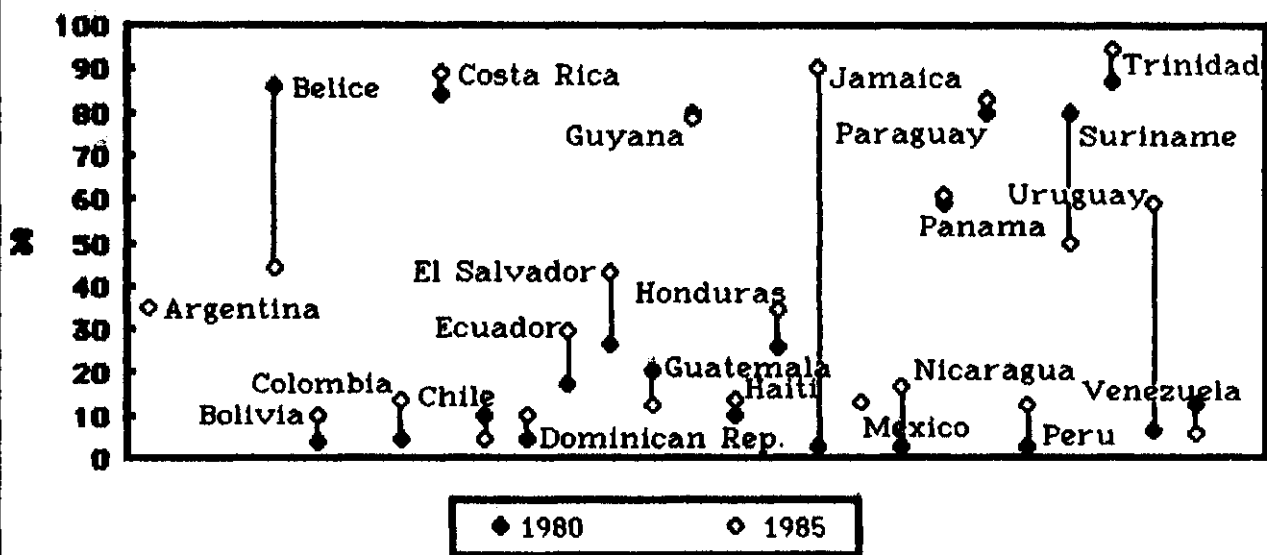 100
90
80
70
60
50
40
30
20
10
0
%
Belice
Costa Rica
Jamaica
Trinidad
Guyana
Paraguay
Suriname
Uruguay
Panama
El Salvador
Honduras
Argentina
Ecuador
Guatemala
Nicaragua
Colombia
Chile
Haiti
Venezuela
Bolivia
Dominican Rep.
Mexico
Peru
1980
1985